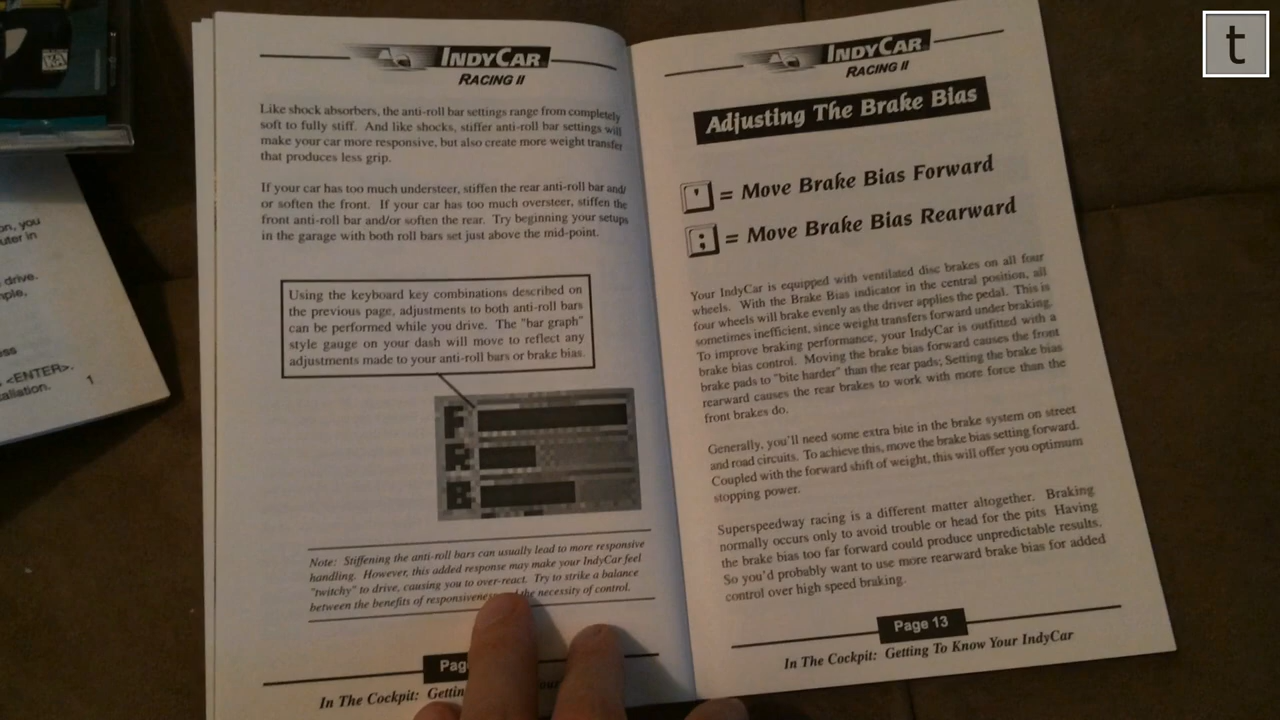 t
INDYCAR
RACING II
Like shock absorbers, the anti-roll bar settings range from completely
soft to fully stiff. And like shocks, stiffer anti-roll bar settings will
make your car more responsive, but also create more weight transfer
that produces less grip.
If your car has too much understeer, stiffen the rear anti-roll bar and/
or soften the front. If your car has too much oversteer, stiffen the
front anti-roll bar and/or soften the rear. Try beginning your setups
in the garage with both roll bars set just above the mid-point.
Using the keyboard key combinations described on
the previous page, adjustments to both anti-roll bars
can be performed while you drive. The "bar graph"
style gauge on your dash will move to reflect any
adjustments made to your anti-roll bars or brake bias.
F
R
B
Note: Stiffening the anti-roll bars can usually lead to more responsive
handling. However, this added response may make your IndyCar feel
"twitchy" to drive, causing you to over-react. Try to strike a balance
between the benefits of responsiveness the necessity of control.
In The Cockpit:
INDYCAR
RACING II
Adjusting The Brake Bias
' = Move Brake Bias Forward
; = Move Brake Bias Rearward
Your IndyCar is equipped with ventilated disc brakes on all four
wheels. With the Brake Bias indicator in the central position, all
four wheels will brake evenly as the driver applies the pedal. This is
sometimes inefficient, since weight transfers forward under braking.
To improve braking performance, your IndyCar is outfitted with a
brake bias control. Moving the brake bias forward causes the front
brake pads to "bite harder" than the rear pads; Setting the brake bias
rearward causes the rear brakes to work with more force than the
front brakes do.
Generally, you'll need some extra bite in the brake system on street
and road circuits. To achieve this, move the brake bias setting forward.
Coupled with the forward shift of weight, this will offer you optimum
stopping power.
Superspeedway racing is a different matter altogether. Braking
normally occurs only to avoid trouble or head for the pits Having
the brake bias too far forward could produce unpredictable results.
So you'd probably want to use more rearward brake bias for added
control over high speed braking.
Page 13
In The Cockpit: Getting To Know Your IndyCar
on, you
drive.
<ENTER>.
1